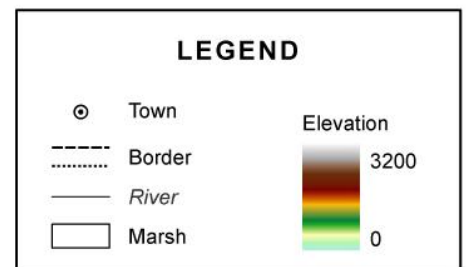 LEGEND
Town
Border
River
Marsh
Elevation
3200
0